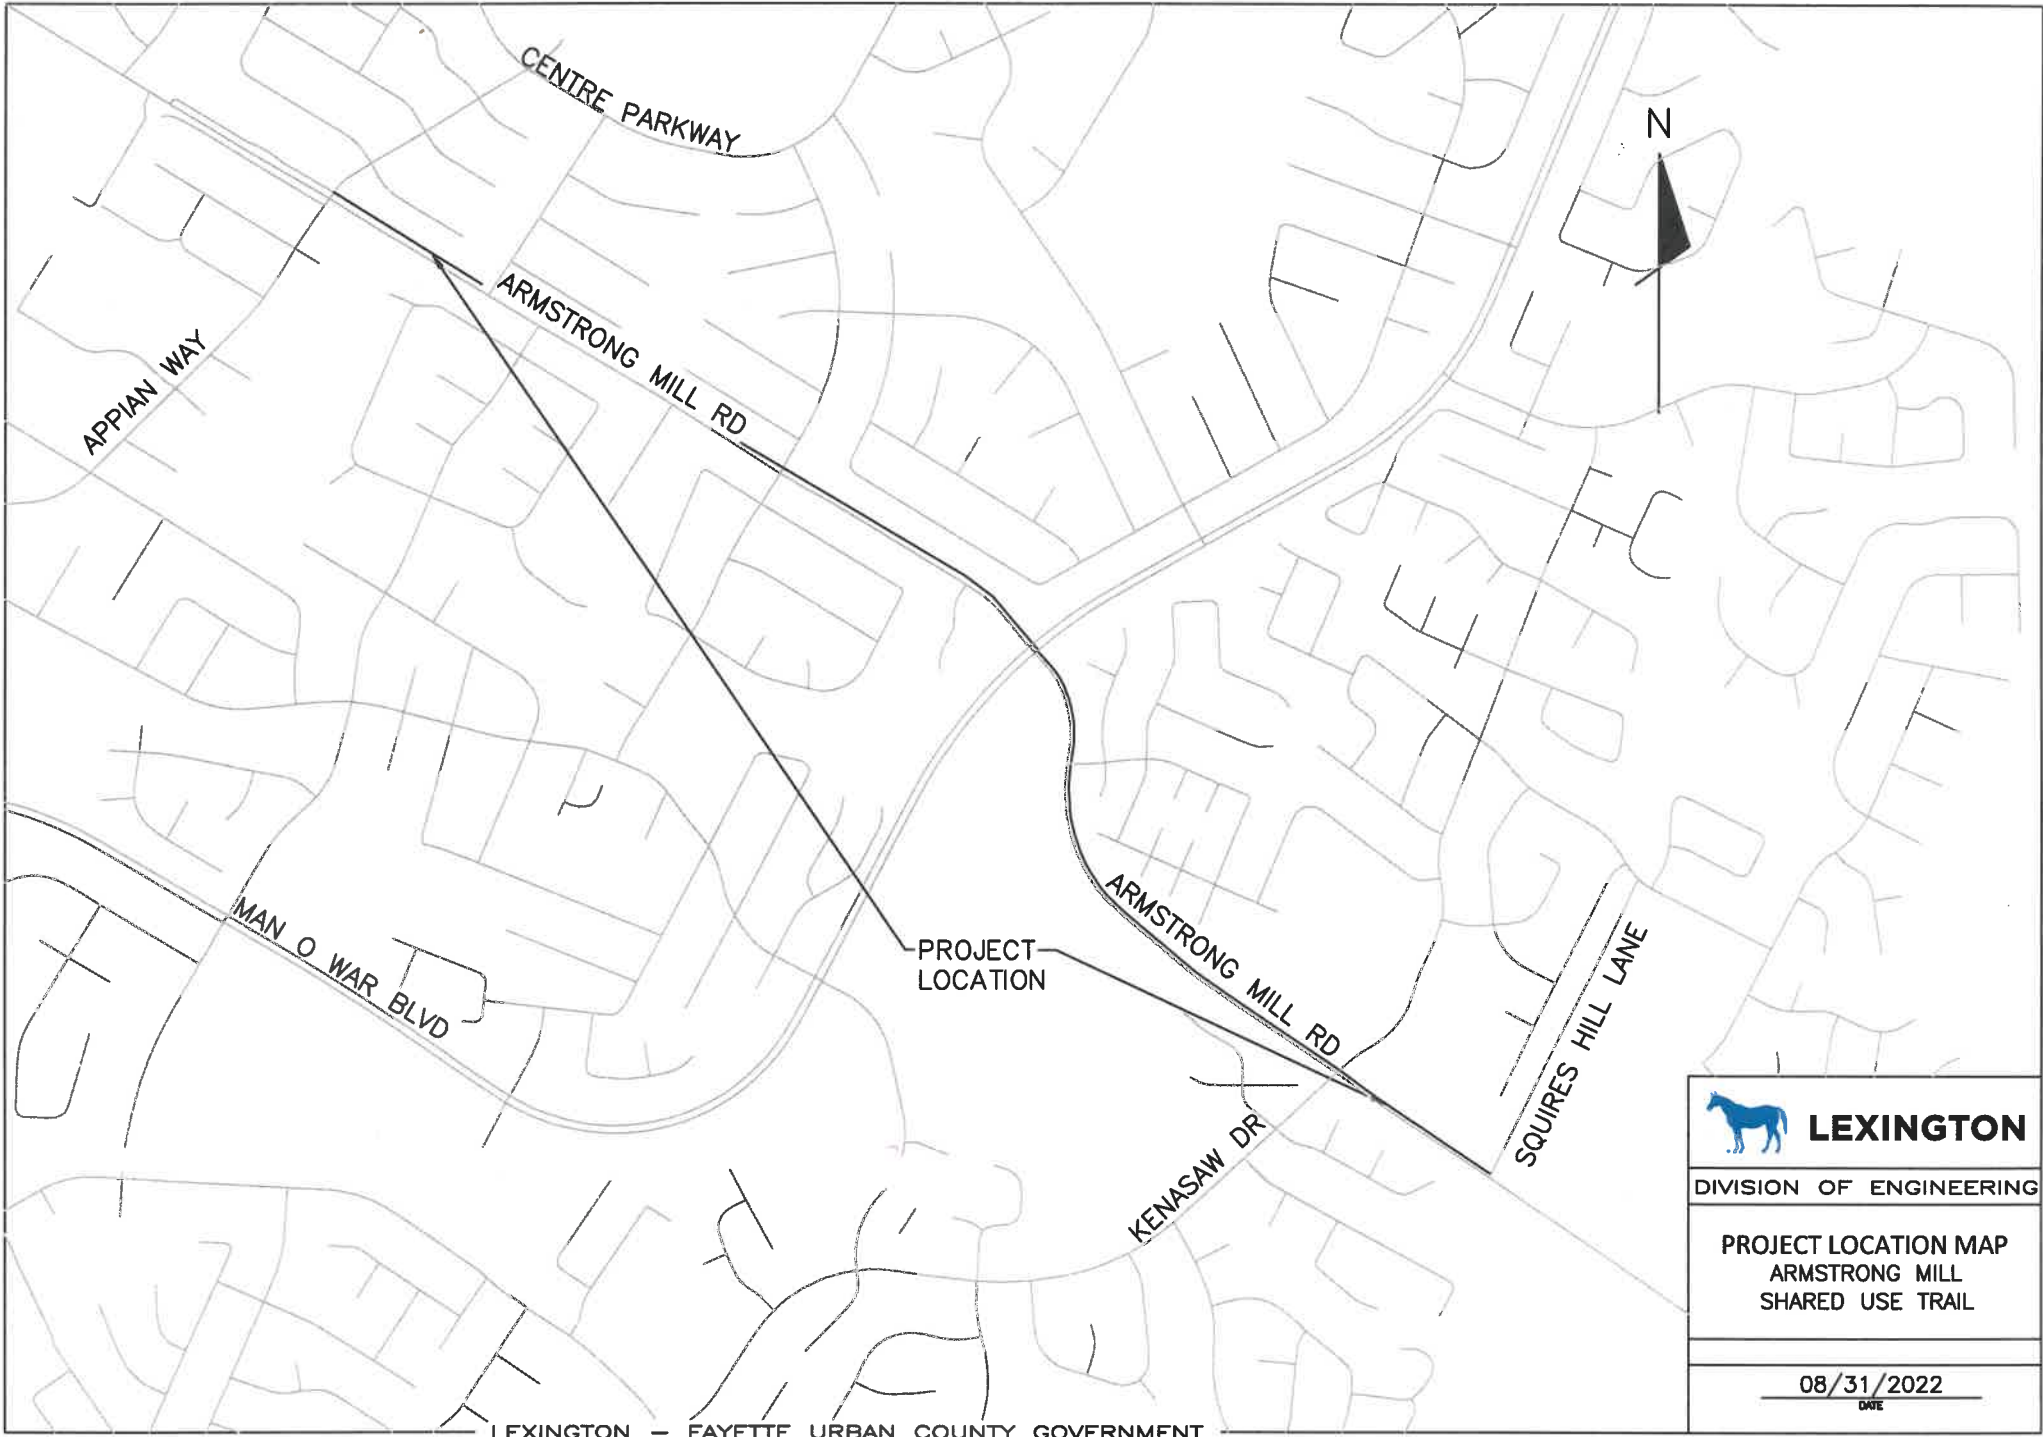 CENTRE PARKWAY
N
ARMSTRONG MILL RD
APPIAN WAY
MAN O WAR BLVD
PROJECT
LOCATION
ARMSTRONG MILL RD
SQUIRES HILL LANE
KENASAW DR
LEXINGTON
DIVISION OF ENGINEERING
PROJECT LOCATION MAP
ARMSTRONG MILL
SHARED USE TRAIL
08/31/2022
DATE
LEXINGTON – FAYETTE URBAN COUNTY GOVERNMENT